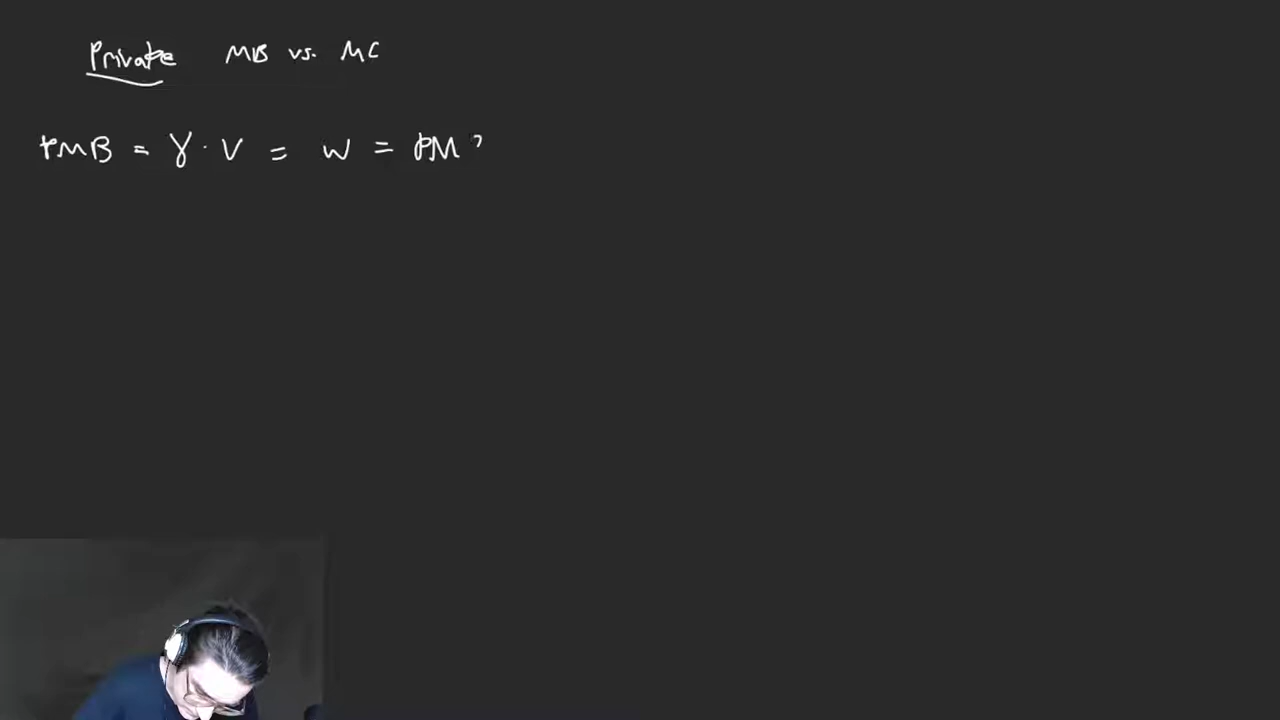 Private MB vs. MC
PMB = γ · V = w = PM